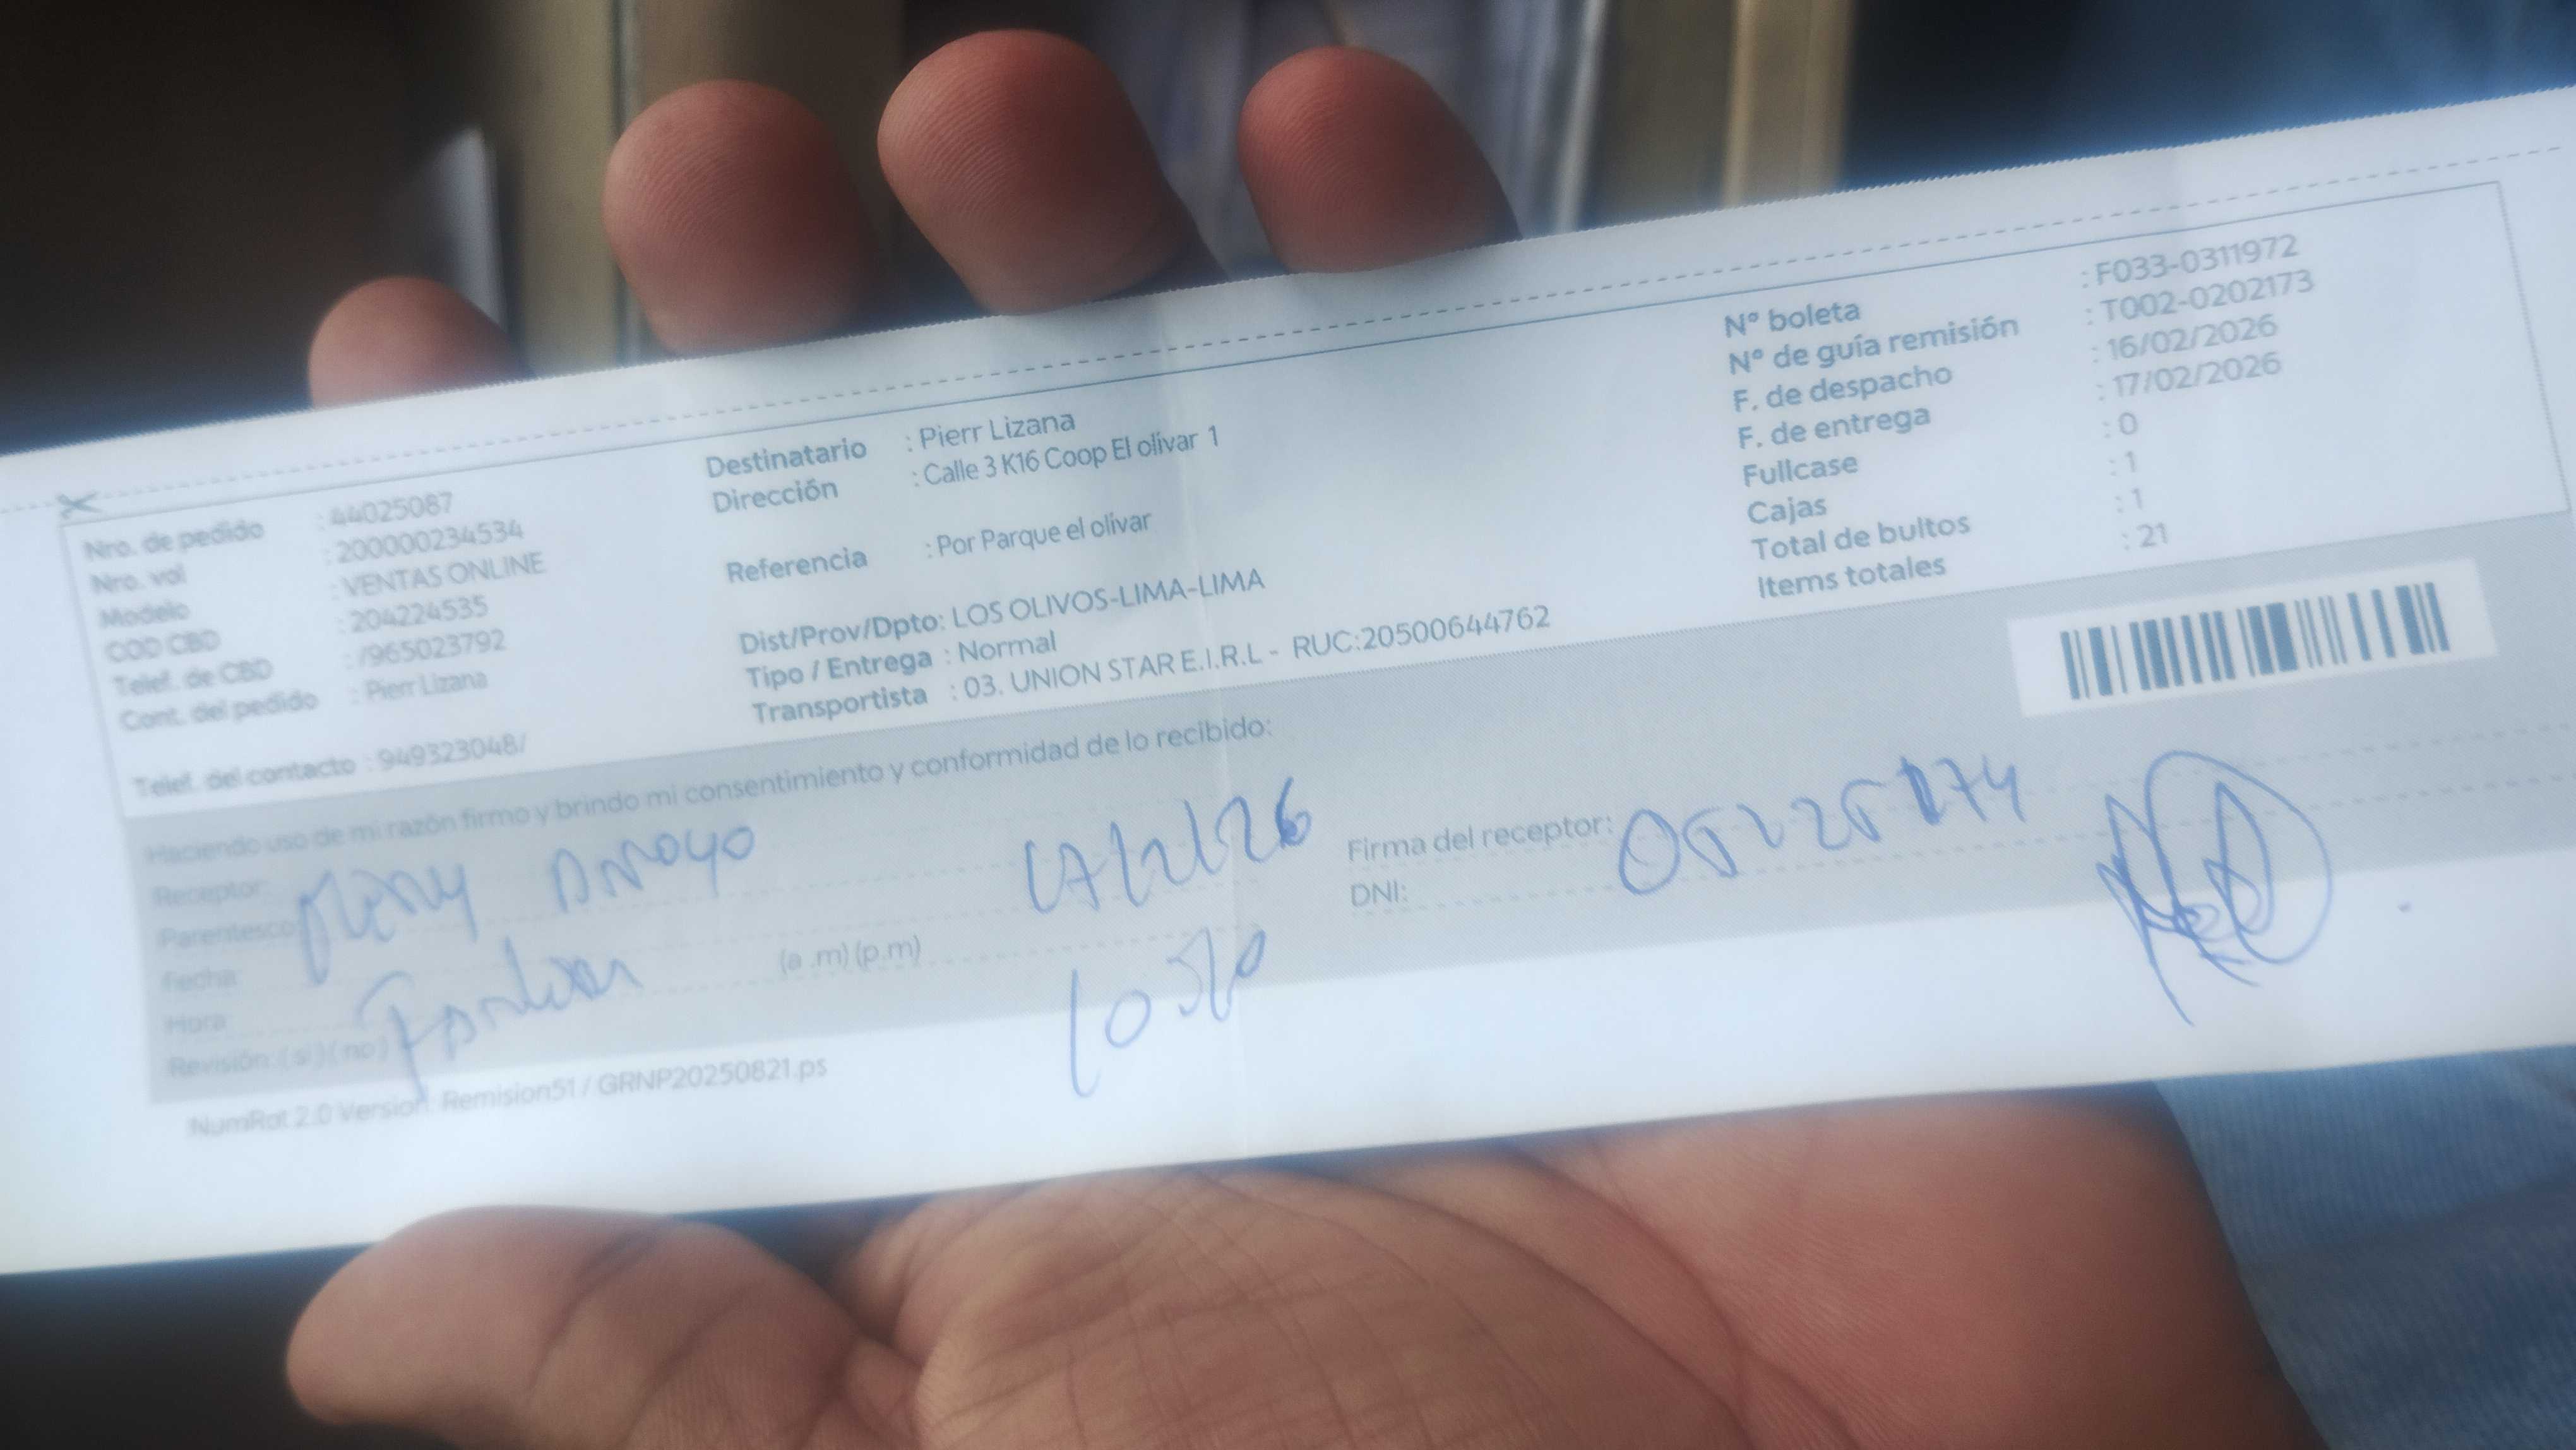 Nro. de pedido : 44025087
Nro. val : 200000234534
Modelo : VENTAS ONLINE
COD CBD : 204224535
Telef. de CBD : /965023792
Cont. del pedido : Pierr Lizana
Telef. del contacto : 949323048/
Destinatario : Pierr Lizana
Dirección : Calle 3 K16 Coop El olívar 1
Referencia : Por Parque el olívar
Dist/Prov/Dpto: LOS OLIVOS-LIMA-LIMA
Tipo / Entrega : Normal
Transportista : 03. UNION STAR E.I.R.L - RUC:20500644762
N° boleta : F033-0311972
N° de guía remisión : T002-0202173
F. de despacho : 16/02/2026
F. de entrega : 17/02/2026
Fullcase : 0
Cajas : 1
Total de bultos : 1
Items totales : 21
Haciendo uso de mi razón firmo y brindo mi consentimiento y conformidad de lo recibido:
Receptor:
Arroyo
Parentesco:
Fecha:
Hora: (a .m) (p.m)
Revisión: ( si ) ( no )
Firma del receptor:
DNI:
NumRot 2.0 Version: Remision51 / GRNP20250821.ps